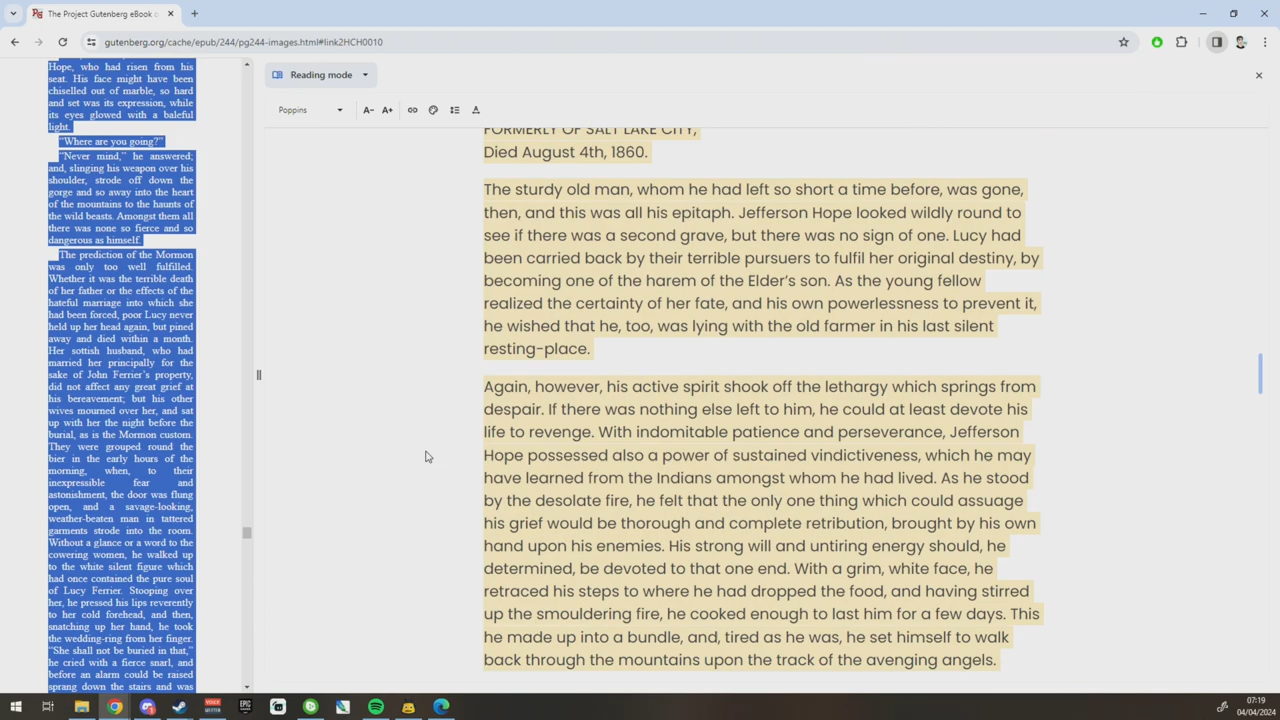 The Project Gutenberg eBook o
gutenberg.org/cache/epub/244/pg244-images.html#link2HCH0010
Hope, who had risen from his
seat. His face might have been
chiselled out of marble, so hard
and set was its expression, while
its eyes glowed with a baleful
light.
“Where are you going?”
“Never mind,” he answered;
and, slinging his weapon over his
shoulder, strode off down the
gorge and so away into the heart
of the mountains to the haunts of
the wild beasts. Amongst them all
there was none so fierce and so
dangerous as himself.
The prediction of the Mormon
was only too well fulfilled.
Whether it was the terrible death
of her father or the effects of the
hateful marriage into which she
had been forced, poor Lucy never
held up her head again, but pined
away and died within a month.
Her sottish husband, who had
married her principally for the
sake of John Ferrier’s property,
did not affect any great grief at
his bereavement; but his other
wives mourned over her, and sat
up with her the night before the
burial, as is the Mormon custom.
They were grouped round the
bier in the early hours of the
morning, when, to their
inexpressible fear and
astonishment, the door was flung
open, and a savage-looking,
weather-beaten man in tattered
garments strode into the room.
Without a glance or a word to the
cowering women, he walked up
to the white silent figure which
had once contained the pure soul
of Lucy Ferrier. Stooping over
her, he pressed his lips reverently
to her cold forehead, and then,
snatching up her hand, he took
the wedding-ring from her finger.
“She shall not be buried in that,”
he cried with a fierce snarl, and
before an alarm could be raised
sprang down the stairs and was
Reading mode
Poppins
A- A+
FORMERLY OF SALT LAKE CITY,
Died August 4th, 1860.
The sturdy old man, whom he had left so short a time before, was gone,
then, and this was all his epitaph. Jefferson Hope looked wildly round to
see if there was a second grave, but there was no sign of one. Lucy had
been carried back by their terrible pursuers to fulfil her original destiny, by
becoming one of the harem of the Elder’s son. As the young fellow
realized the certainty of her fate, and his own powerlessness to prevent it,
he wished that he, too, was lying with the old farmer in his last silent
resting-place.
Again, however, his active spirit shook off the lethargy which springs from
despair. If there was nothing else left to him, he could at least devote his
life to revenge. With indomitable patience and perseverance, Jefferson
Hope possessed also a power of sustained vindictiveness, which he may
have learned from the Indians amongst whom he had lived. As he stood
by the desolate fire, he felt that the only one thing which could assuage
his grief would be thorough and complete retribution, brought by his own
hand upon his enemies. His strong will and untiring energy should, he
determined, be devoted to that one end. With a grim, white face, he
retraced his steps to where he had dropped the food, and having stirred
up the smouldering fire, he cooked enough to last him for a few days. This
he made up into a bundle, and, tired as he was, he set himself to walk
back through the mountains upon the track of the avenging angels.
EPIC
07:19
04/04/2024